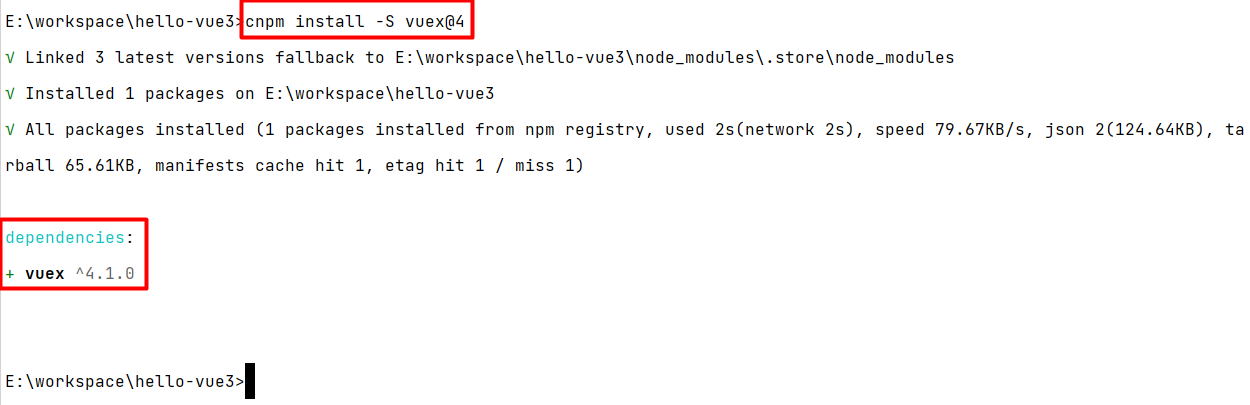 E:\workspace\hello-vue3>cnpm install -S vuex@4
√ Linked 3 latest versions fallback to E:\workspace\hello-vue3\node_modules\.store\node_modules
√ Installed 1 packages on E:\workspace\hello-vue3
√ All packages installed (1 packages installed from npm registry, used 2s(network 2s), speed 79.67KB/s, json 2(124.64KB), ta
rball 65.61KB, manifests cache hit 1, etag hit 1 / miss 1)
dependencies:
+ vuex ^4.1.0
E:\workspace\hello-vue3>